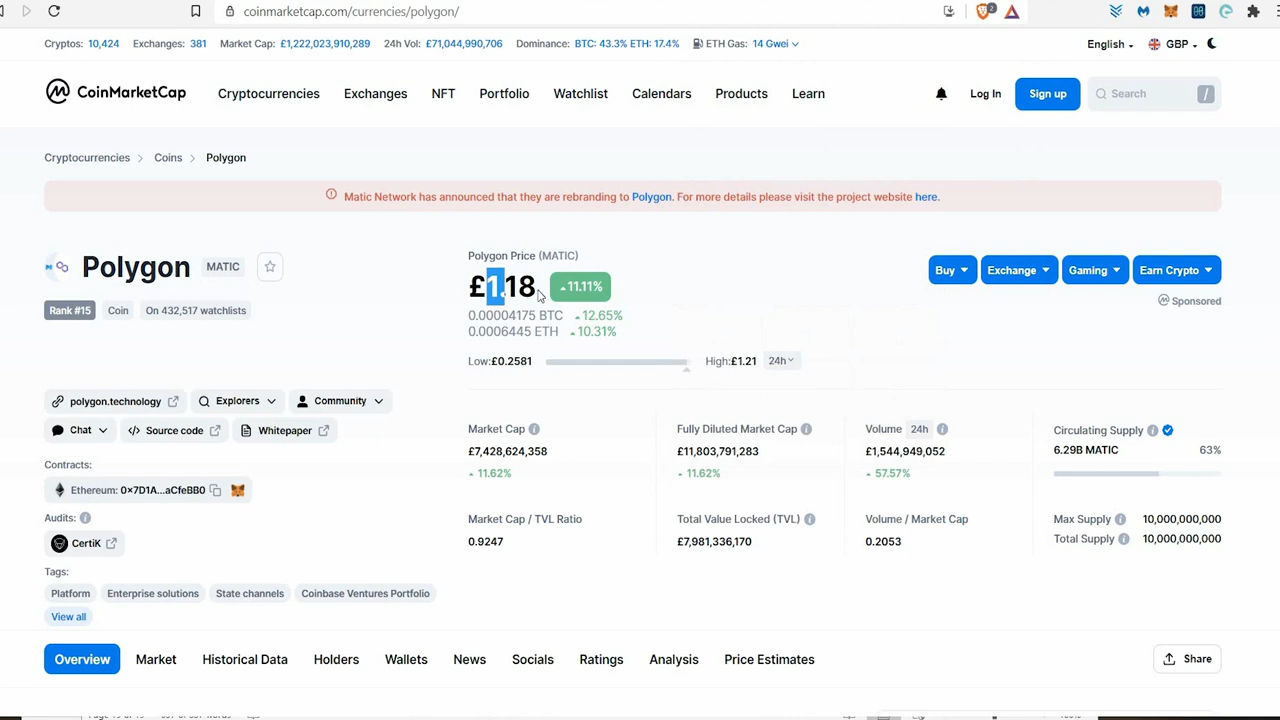 coinmarketcap.com/currencies/polygon/
2
Cryptos: 10,424 Exchanges: 381 Market Cap: £1,222,023,910,289 24h Vol: £71,044,990,706 Dominance: BTC: 43.3% ETH: 17.4% ETH Gas: 14 Gwei English GBP
CoinMarketCap Cryptocurrencies Exchanges NFT Portfolio Watchlist Calendars Products Learn Log In Sign up Search /
Cryptocurrencies Coins Polygon
Matic Network has announced that they are rebranding to Polygon. For more details please visit the project website here.
Polygon MATIC
Rank #15 Coin On 432,517 watchlists
Polygon Price (MATIC)
£1.18 11.11%
0.00004175 BTC 12.65%
0.0006445 ETH 10.31%
Low:£0.2581 High:£1.21 24h
Buy Exchange Gaming Earn Crypto
Sponsored
polygon.technology Explorers Community
Chat Source code Whitepaper
Contracts:
Ethereum: 0x7D1A...aCfeBB0
Audits:
CertiK
Tags:
Platform Enterprise solutions State channels Coinbase Ventures Portfolio
View all
Market Cap
£7,428,624,358
11.62%
Fully Diluted Market Cap
£11,803,791,283
11.62%
Volume 24h
£1,544,949,052
57.57%
Circulating Supply
6.29B MATIC 63%
Market Cap / TVL Ratio
0.9247
Total Value Locked (TVL)
£7,981,336,170
Volume / Market Cap
0.2053
Max Supply 10,000,000,000
Total Supply 10,000,000,000
Overview Market Historical Data Holders Wallets News Socials Ratings Analysis Price Estimates Share